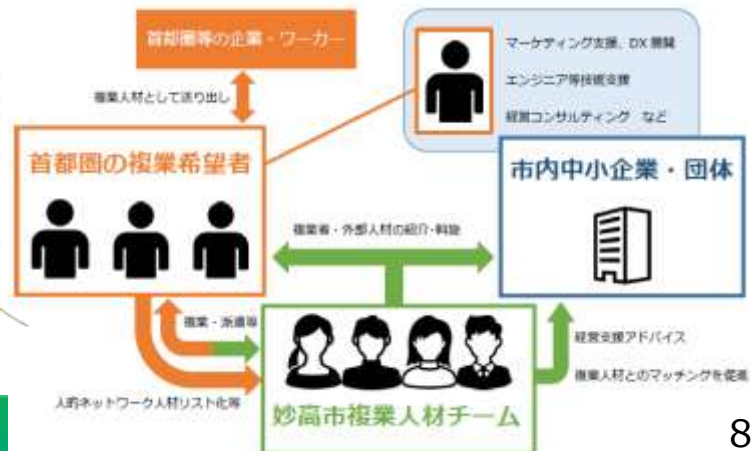 首都圏等の企業・ワーカー
複業人材として送り出し
マーケティング支援、DX 展開
エンジニア等技術支援
経営コンサルティング など
首都圏の複業希望者
市内中小企業・団体
複業者・外部人材の紹介・斡旋
複業・派遣等
経営支援アドバイス
複業人材とのマッチングを促進
人的ネットワーク人材リスト化等
妙高市複業人材チーム
8